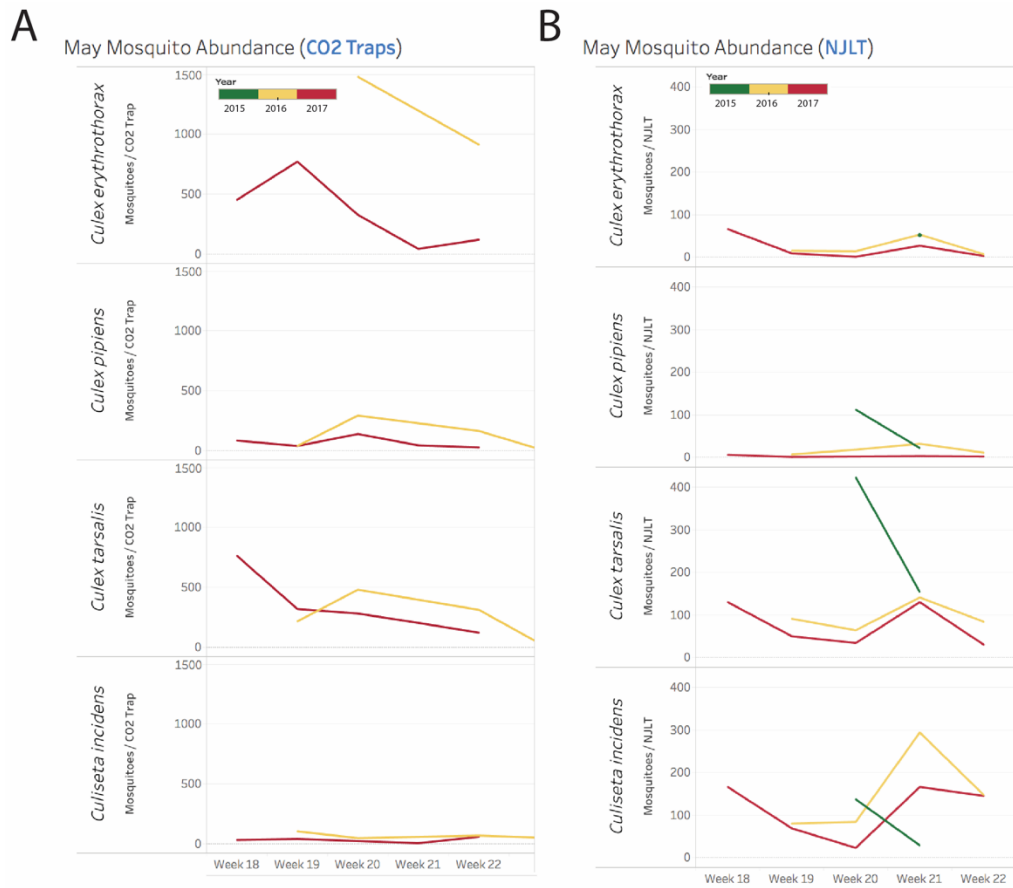 A
May Mosquito Abundance (CO2 Traps)
Culex erythrothorax
Mosquitoes / CO2 Trap
1500
1000
500
0
Year
2015 2016 2017
Culex pipiens
Mosquitoes / CO2 Trap
1500
1000
500
0
Culex tarsalis
Mosquitoes / CO2 Trap
1500
1000
500
0
Culiseta incidens
Mosquitoes / CO2 Trap
1500
1000
500
0
Week 18 Week 19 Week 20 Week 21 Week 22
B
May Mosquito Abundance (NJLT)
Culex erythrothorax
Mosquitoes / NJLT
400
300
200
100
0
Year
2015 2016 2017
Culex pipiens
Mosquitoes / NJLT
400
300
200
100
0
Culex tarsalis
Mosquitoes / NJLT
400
300
200
100
0
Culiseta incidens
Mosquitoes / NJLT
400
300
200
100
0
Week 18 Week 19 Week 20 Week 21 Week 22